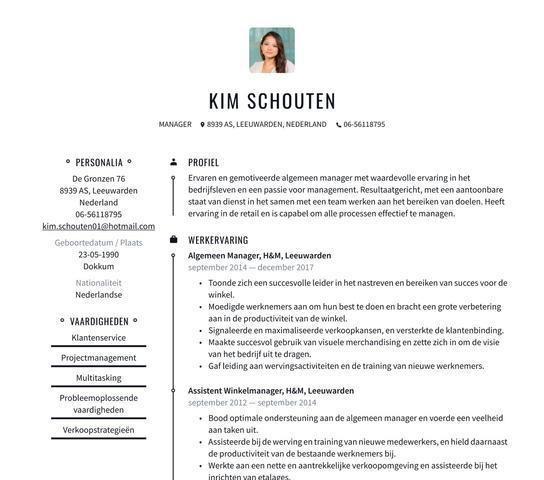 KIM SCHOUTEN
MANAGER 8939 AS, LEEUWARDEN, NEDERLAND 06-56118795
PERSONALIA
De Gronzen 76
8939 AS, Leeuwarden
Nederland
06-56118795
kim.schouten01@hotmail.com
Geboortedatum / Plaats
23-05-1990
Dokkum
Nationaliteit
Nederlandse
VAARDIGHEDEN
Klantenservice
Projectmanagement
Multitasking
Probleemoplossende
vaardigheden
Verkoopstrategieën
PROFIEL
Ervaren en gemotiveerde algemeen manager met waardevolle ervaring in het
bedrijfsleven en een passie voor management. Resultaatgericht, met een aantoonbare
staat van dienst in het samen met een team werken aan het bereiken van doelen. Heeft
ervaring in de retail en is capabel om alle processen effectief te managen.
WERKERVARING
Algemeen Manager, H&M, Leeuwarden
september 2014 — december 2017
• Toonde zich een succesvolle leider in het nastreven en bereiken van succes voor de
winkel.
• Moedigde werknemers aan om hun best te doen en bracht een grote verbetering
aan in de productiviteit van de winkel.
• Signaleerde en maximaliseerde verkoopkansen, en versterkte de klantenbinding.
• Maakte succesvol gebruik van visuele merchandising en zette zich in om de visie
van het bedrijf uit te dragen.
• Gaf leiding aan wervingsactiviteiten en de training van nieuwe werknemers.
Assistent Winkelmanager, H&M, Leeuwarden
september 2012 — september 2014
• Bood optimale ondersteuning aan de algemeen manager en voerde een veelheid
aan taken uit.
• Assisteerde bij de werving en training van nieuwe medewerkers, en hield daarnaast
de productiviteit van de bestaande werknemers bij.
• Werkte aan een nette en aantrekkelijke verkoopomgeving en assisteerde bij het
inrichten van etalages.